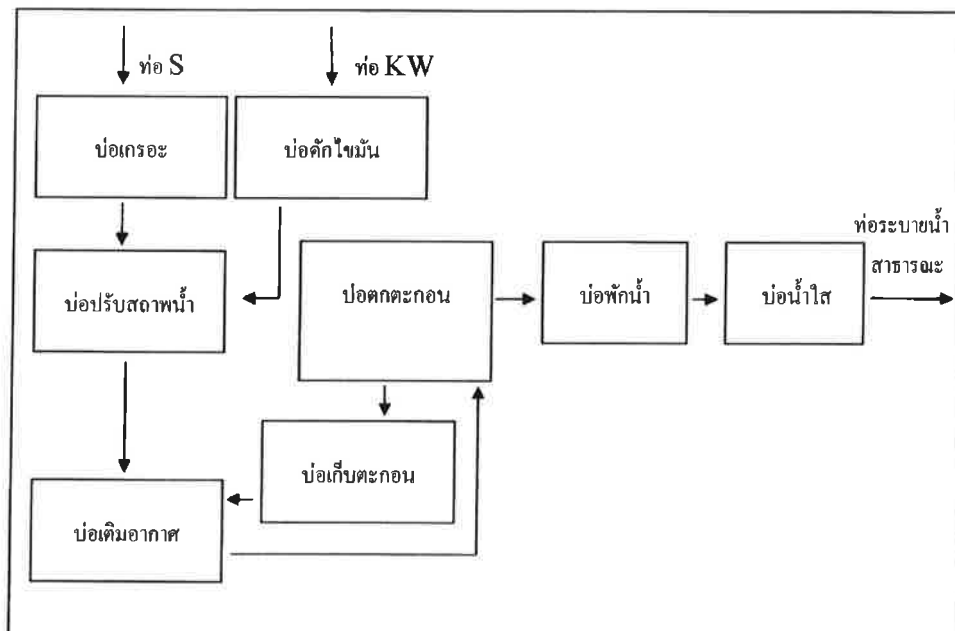 ท่อ S
ท่อ KW
บ่อเกรอะ
บ่อดักไขมัน
บ่อปรับสถาพน้ำ
บ่อตกตะกอน
บ่อพักน้ำ
บ่อน้ำใส
ท่อระบายน้ำ
สาธารณะ
บ่อเก็บตะกอน
บ่อเติมอากาศ